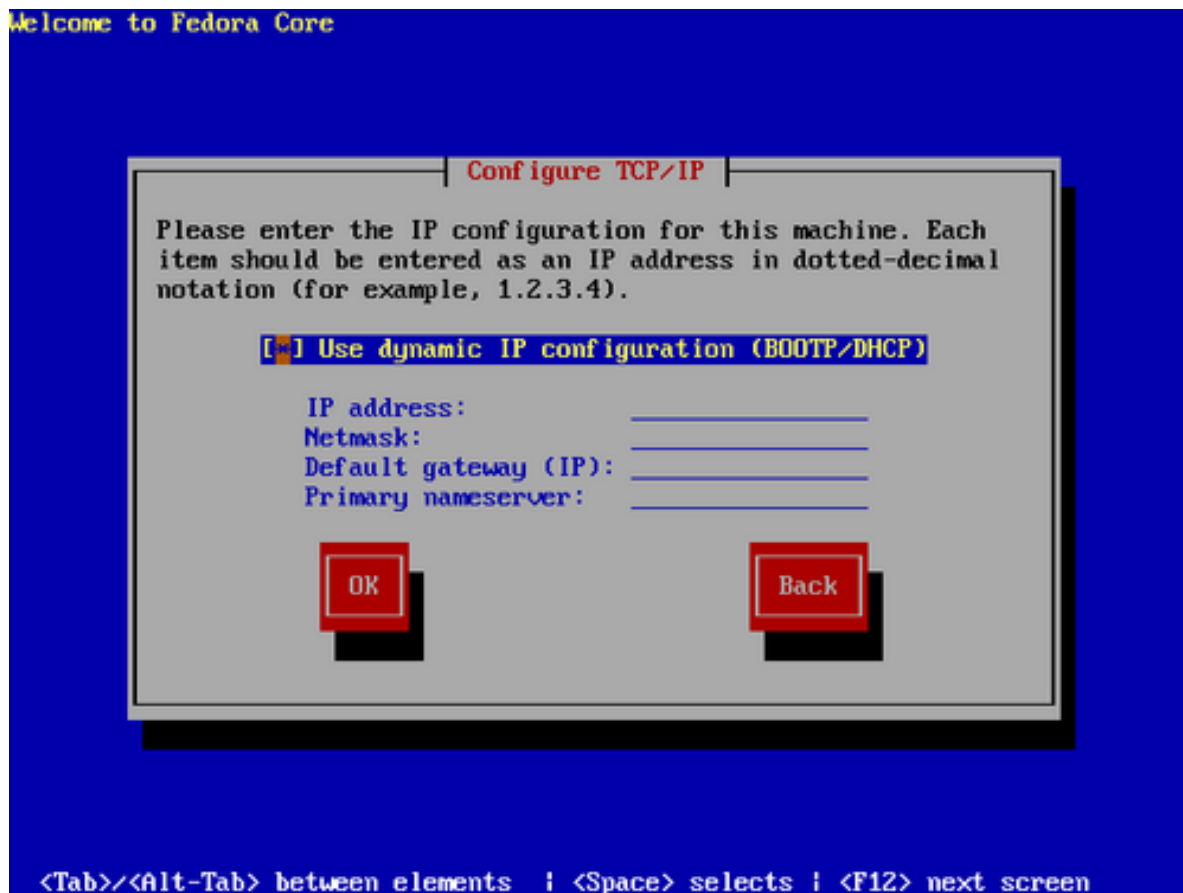 Welcome to Fedora Core
Configure TCP/IP
Please enter the IP configuration for this machine. Each
item should be entered as an IP address in dotted-decimal
notation (for example, 1.2.3.4).
[*] Use dynamic IP configuration (BOOTP/DHCP)
IP address:
Netmask:
Default gateway (IP):
Primary nameserver:
OK Back
<Tab>/<Alt-Tab> between elements | <Space> selects | <F12> next screen